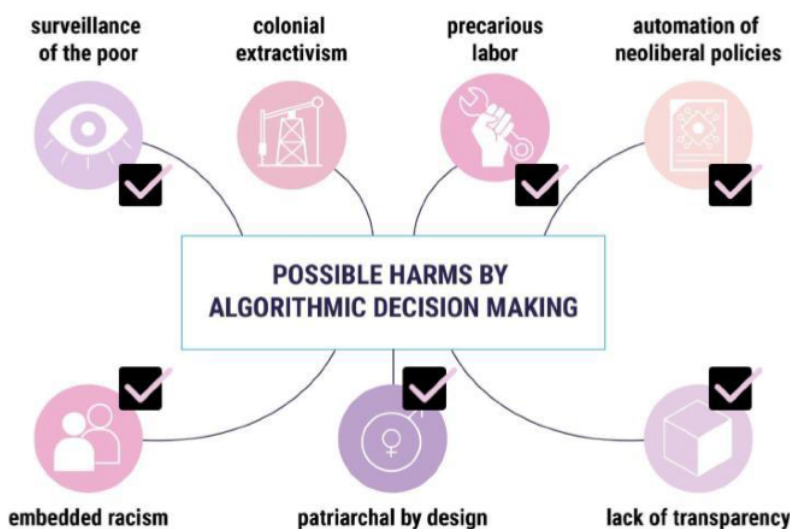 surveillance
of the poor
colonial
extractivism
precarious
labor
automation of
neoliberal policies
POSSIBLE HARMS BY
ALGORITHMIC DECISION MAKING
embedded racism
patriarchal by design
lack of transparency